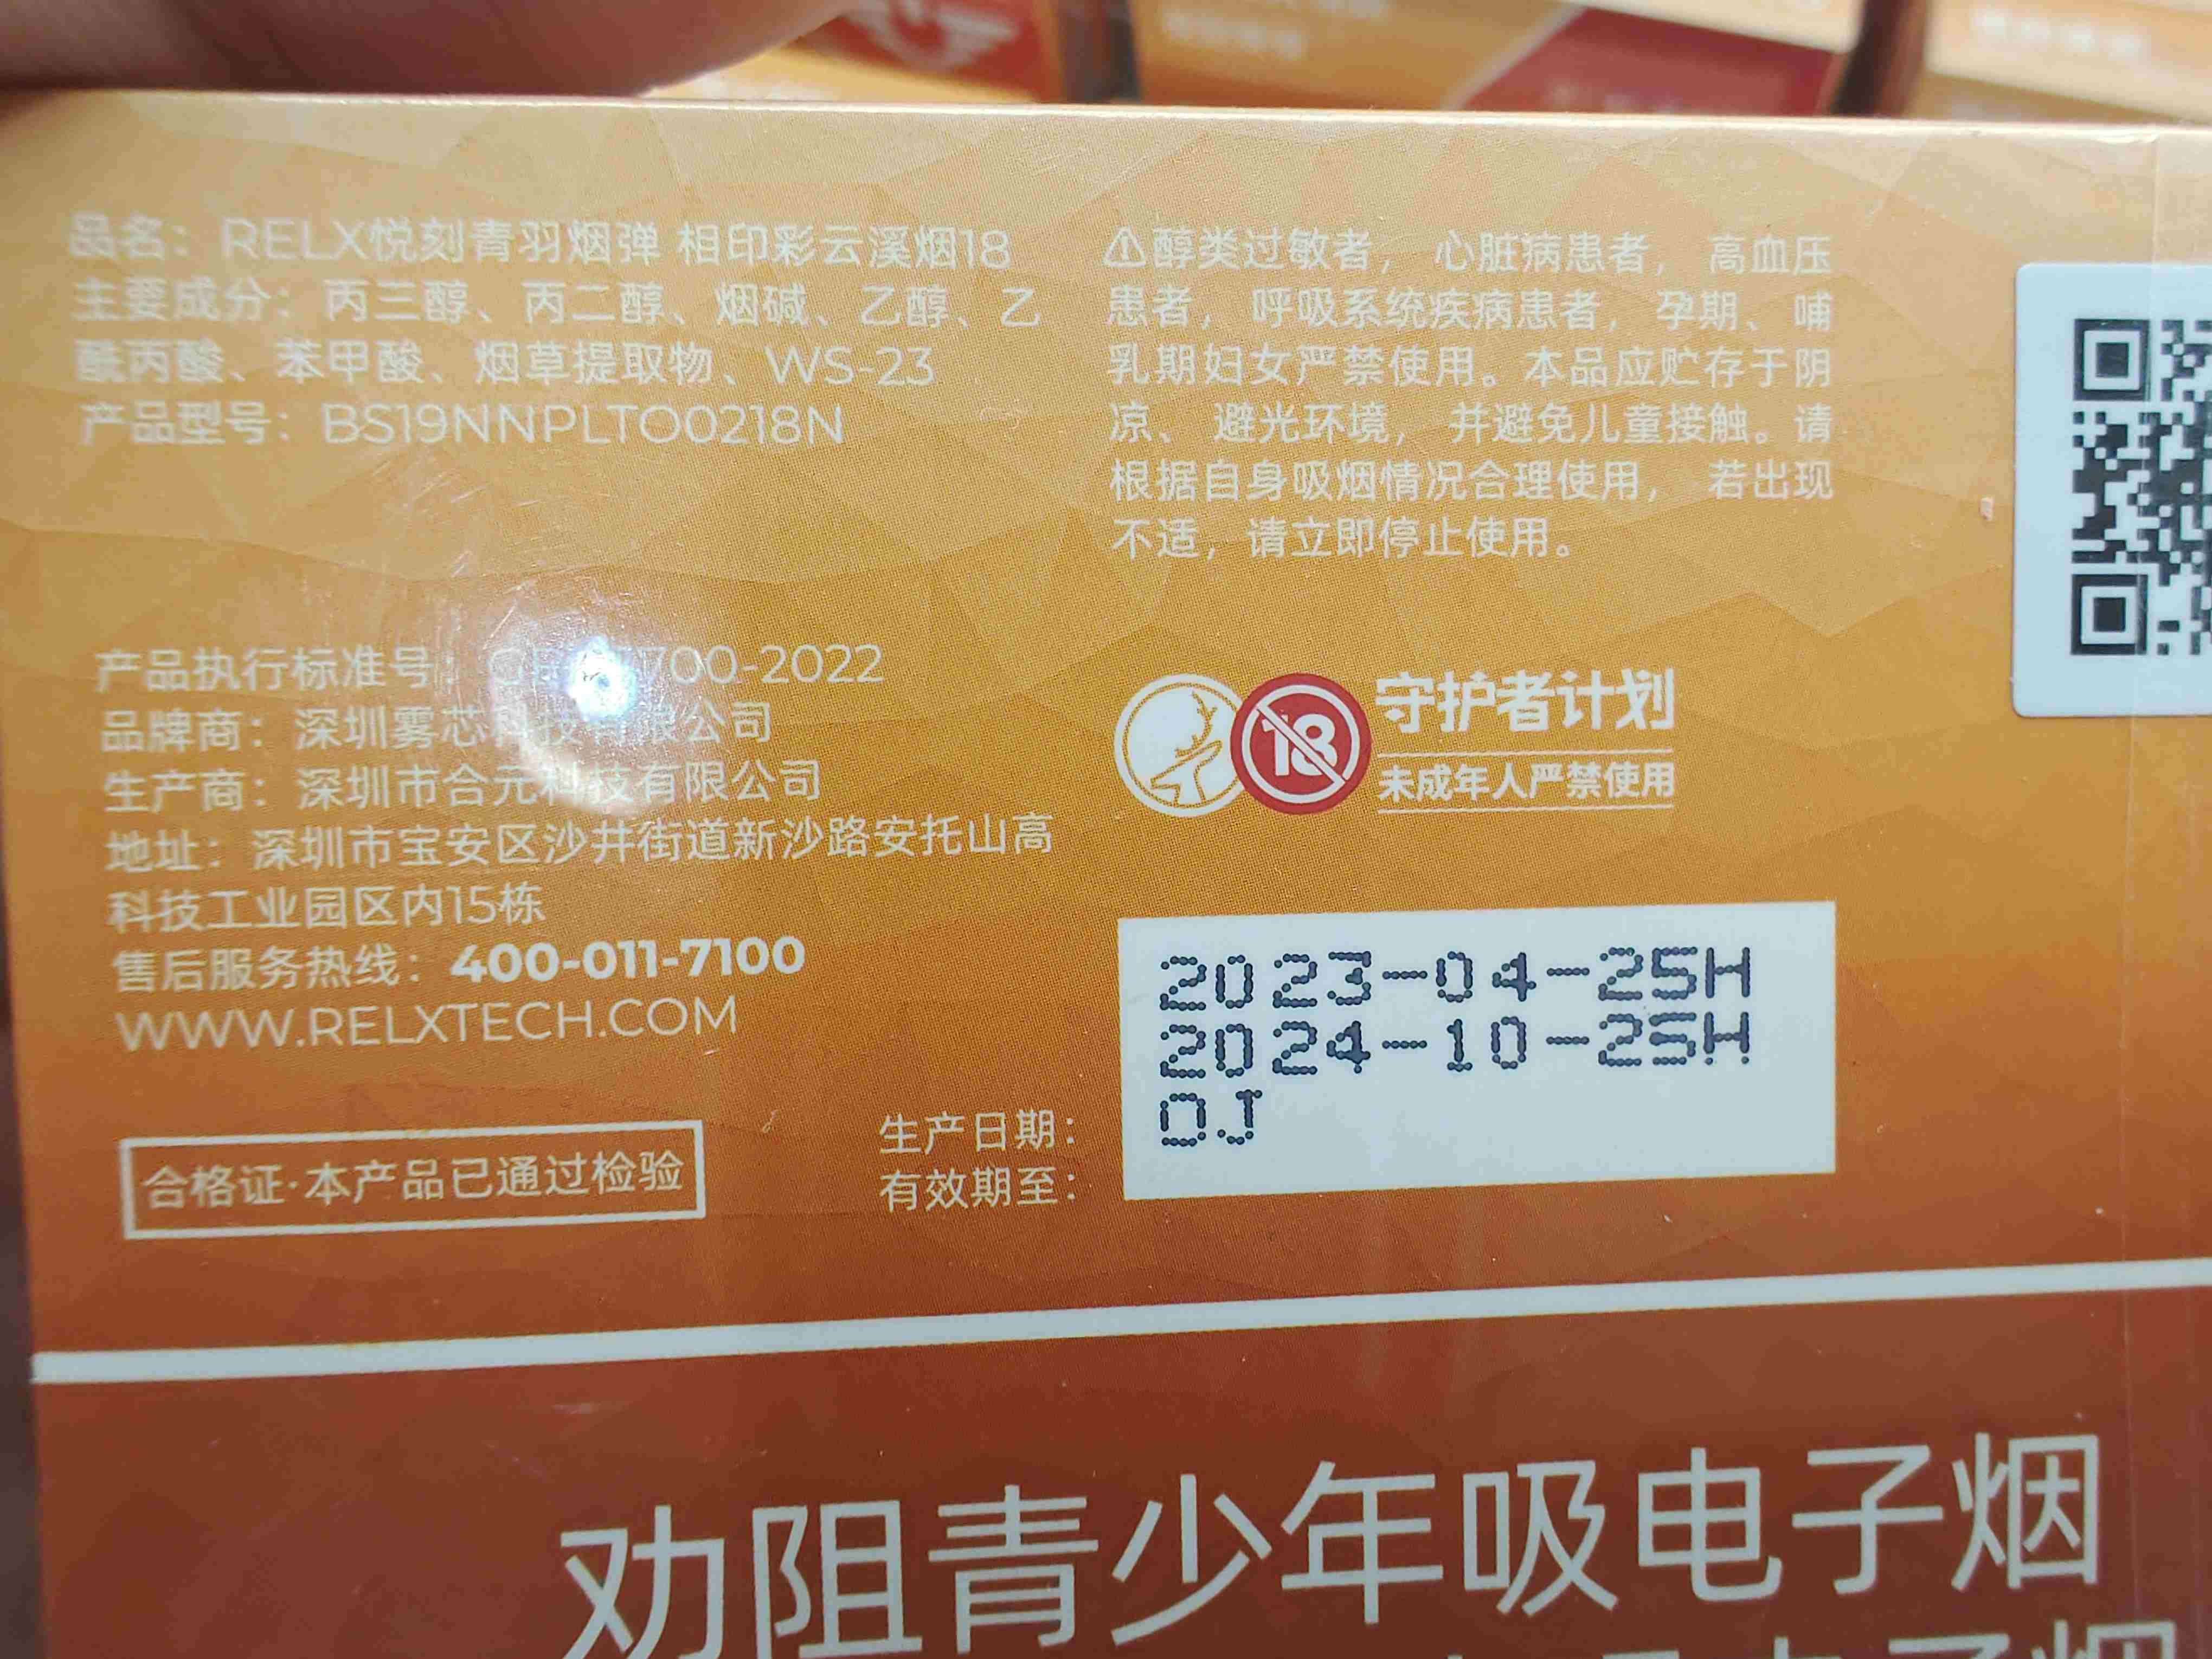 品名：RELX悦刻青羽烟弹 相印彩云溪烟18
主要成分：丙三醇、丙二醇、烟碱、乙醇、乙
酰丙酸、苯甲酸、烟草提取物、WS-23
产品型号：BS19NNPLTO0218N
⚠醇类过敏者，心脏病患者，高血压
患者，呼吸系统疾病患者，孕期、哺
乳期妇女严禁使用。本品应贮存于阴
凉、避光环境，并避免儿童接触。请
根据自身吸烟情况合理使用，若出现
不适，请立即停止使用。
产品执行标准号：700-2022
品牌商：深圳雾芯科技有限公司
生产商：深圳市合元科技有限公司
地址：深圳市宝安区沙井街道新沙路安托山高
科技工业园区内15栋
售后服务热线：400-011-7100
WWW.RELXTECH.COM
合格证·本产品已通过检验
18
守护者计划
未成年人严禁使用
生产日期：
有效期至：
2023-04-25H
2024-10-25H
OJ
劝阻青少年吸电子烟